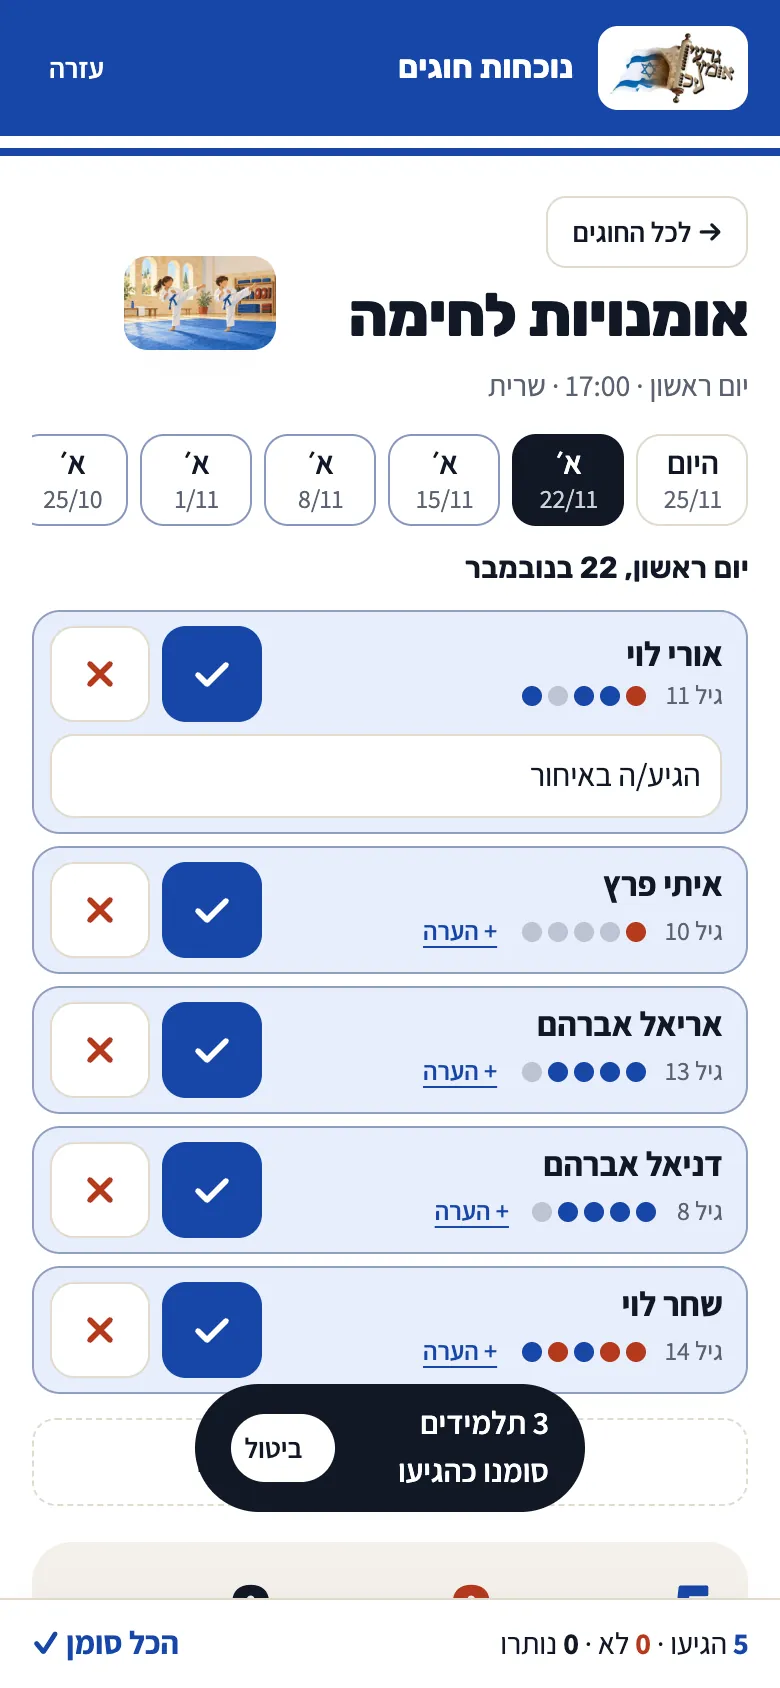 גרעין
אומץ
נוכחות חוגים
עזרה
→ לכל החוגים
אומנויות לחימה
יום ראשון · 17:00 · שרית
היום 25/11
א׳ 22/11
א׳ 15/11
א׳ 8/11
א׳ 1/11
א׳ 25/10
יום ראשון, 22 בנובמבר
אורי לוי
גיל 11
הגיע/ה באיחור
איתי פרץ
גיל 10
+ הערה
אריאל אברהם
גיל 13
+ הערה
דניאל אברהם
גיל 8
+ הערה
שחר לוי
גיל 14
+ הערה
3 תלמידים
סומנו כהגיעו
ביטול
5 הגיעו · 0 לא · 0 נותרו
הכל סומן ✓